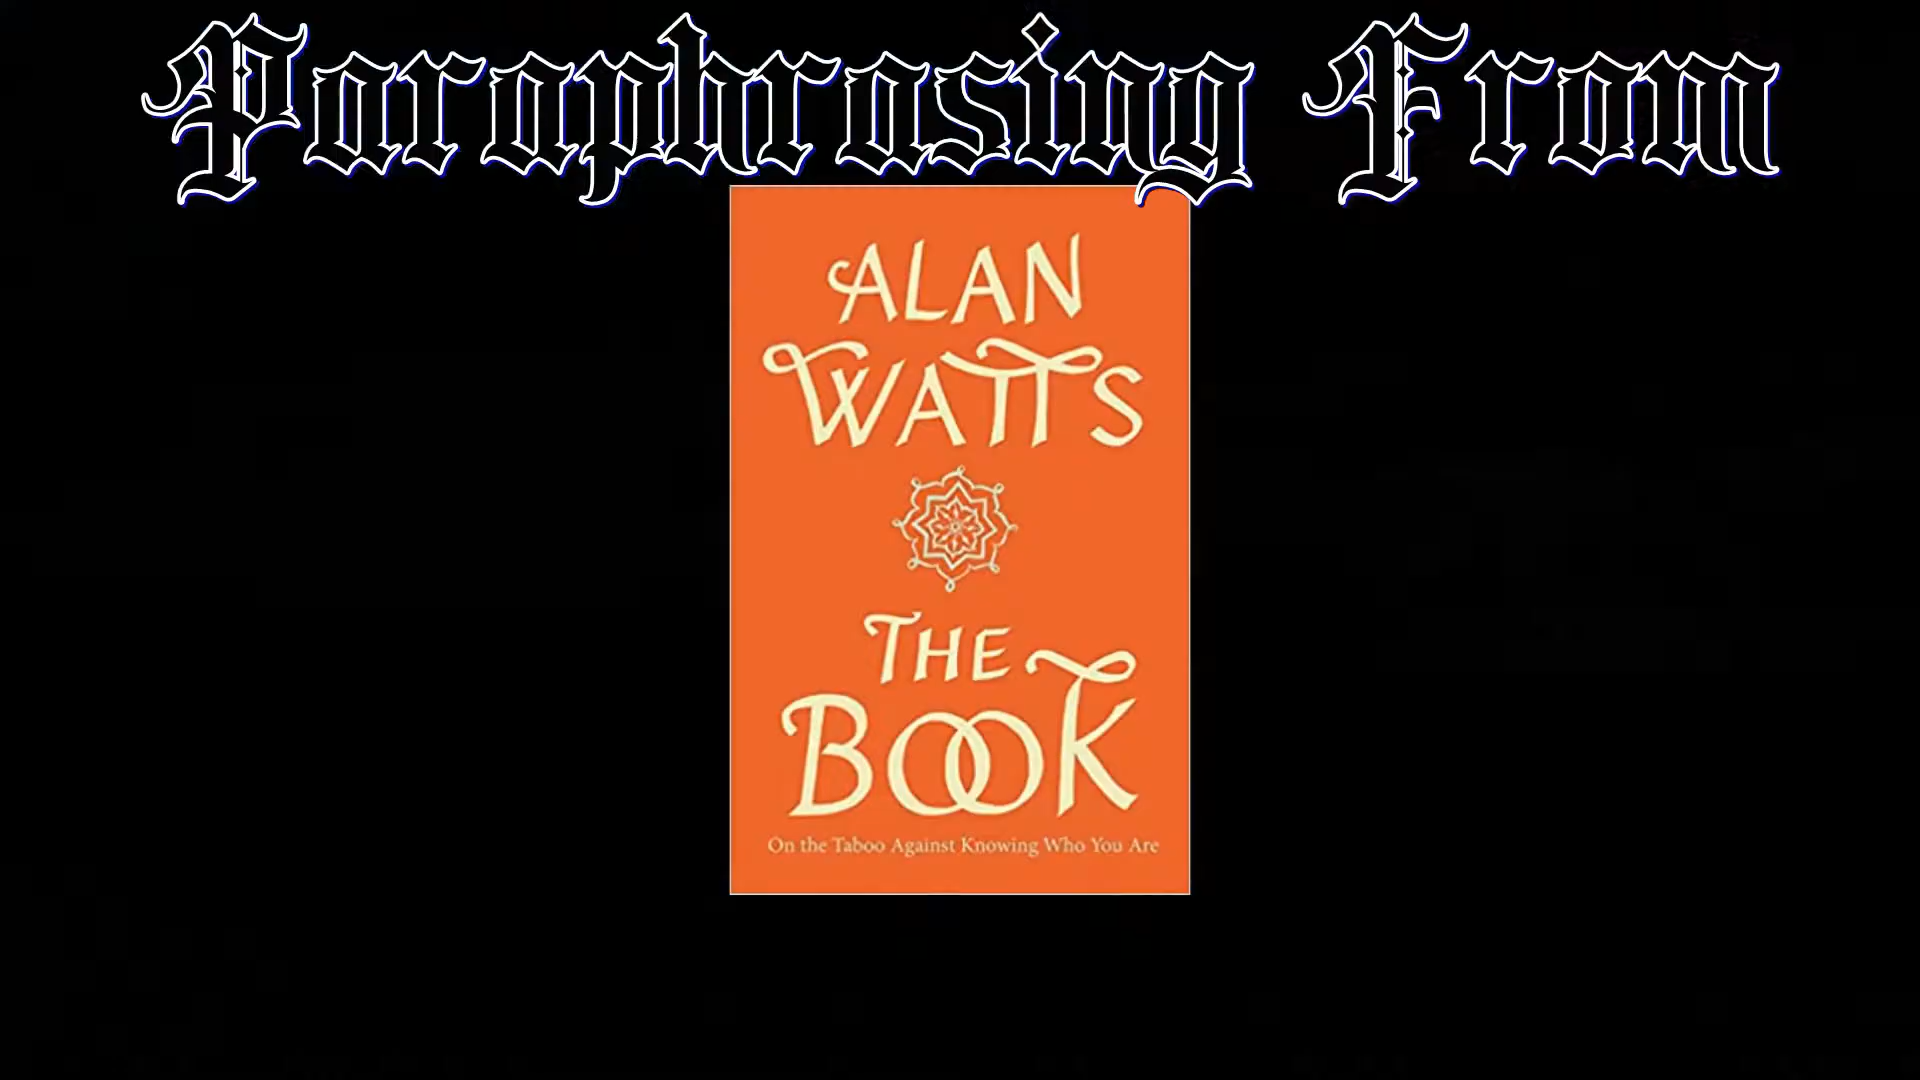 Paraphrasing From
ALAN
WATTS
THE
BOOK
On the Taboo Against Knowing Who You Are